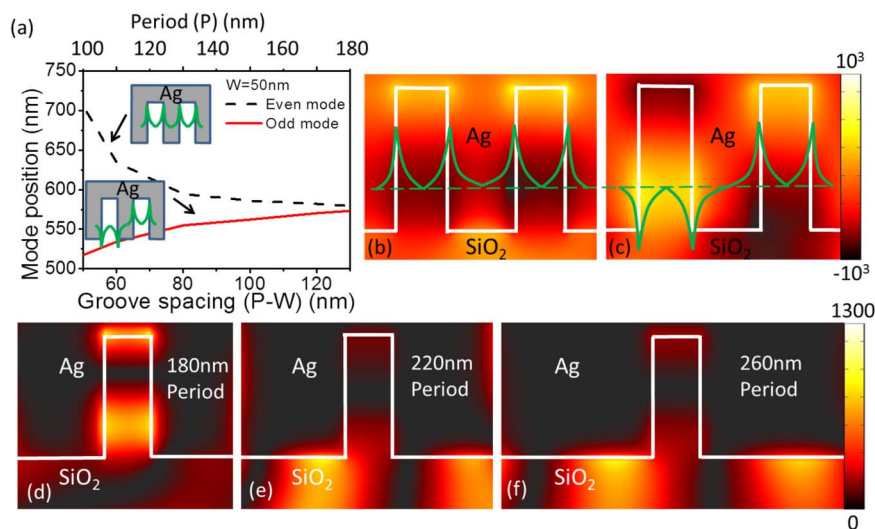 (a)
Period (P) (nm)
100 120 140 160 180
750
700
650
600
550
500
Mode position (nm)
Ag
W=50nm
Even mode
Odd mode
Ag
60 80 100 120
Groove spacing (P-W) (nm)
Ag
SiO2
(b)
Ag
SiO2
(c)
10³
-10³
Ag
180nm
Period
SiO2
(d)
Ag
220nm
Period
SiO2
(e)
Ag
260nm
Period
SiO2
(f)
1300
0